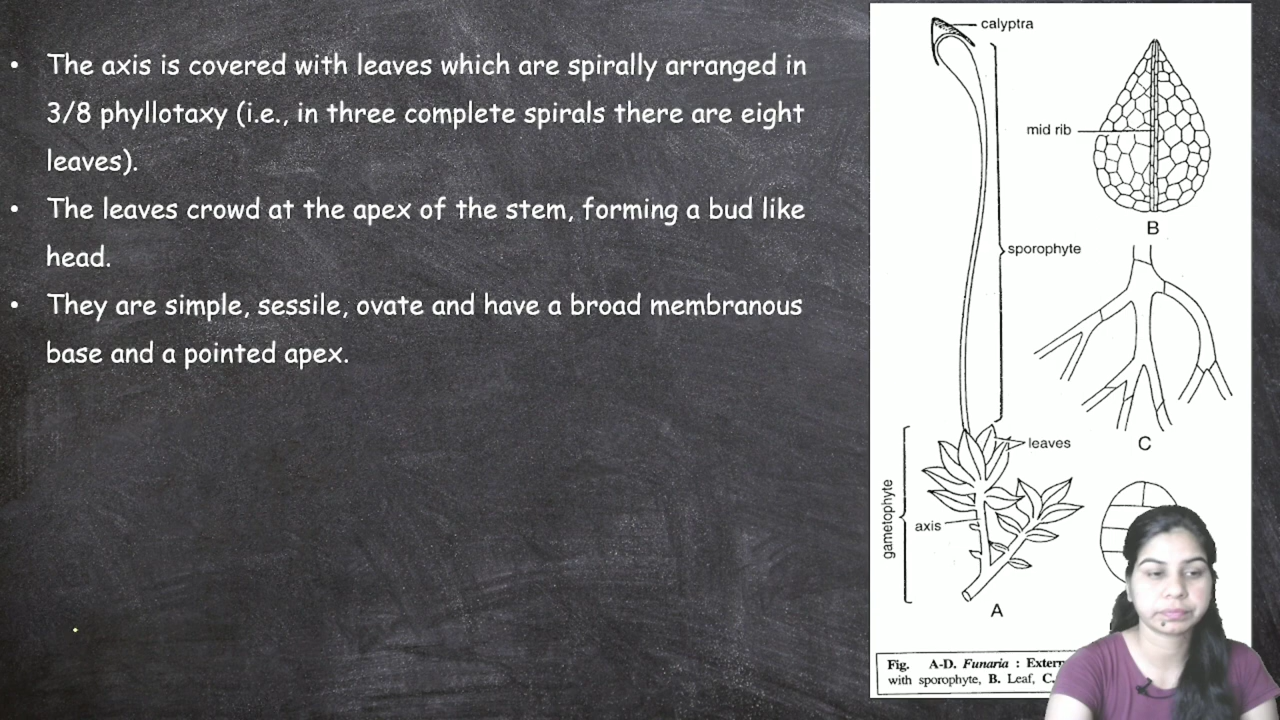 • The axis is covered with leaves which are spirally arranged in
3/8 phyllotaxy (i.e., in three complete spirals there are eight
leaves).
• The leaves crowd at the apex of the stem, forming a bud like
head.
• They are simple, sessile, ovate and have a broad membranous
base and a pointed apex.
calyptra
mid rib
B
sporophyte
C
leaves
gametophyte
axis
A
Fig. A-D. Funaria : Extern
with sporophyte, B. Leaf, C.